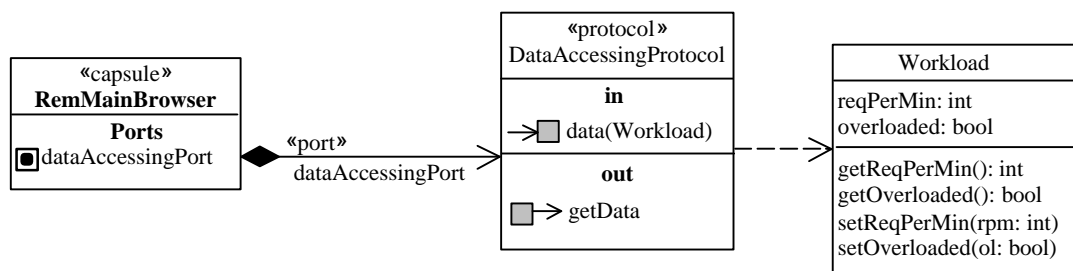 «capsule»
RemMainBrowser
Ports
dataAccessingPort
«port»
dataAccessingPort
«protocol»
DataAccessingProtocol
in
data(Workload)
out
getData
Workload
reqPerMin: int
overloaded: bool
getReqPerMin(): int
getOverloaded(): bool
setReqPerMin(rpm: int)
setOverloaded(ol: bool)